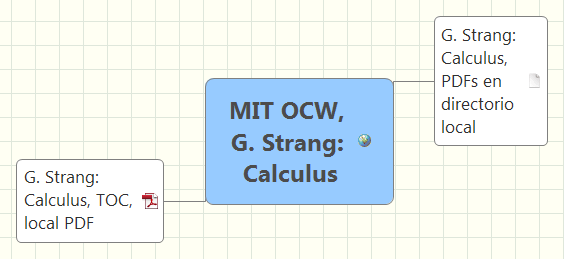 G. Strang:
Calculus,
PDFs en
directorio
local
MIT OCW,
G. Strang:
Calculus
G. Strang:
Calculus, TOC,
local PDF